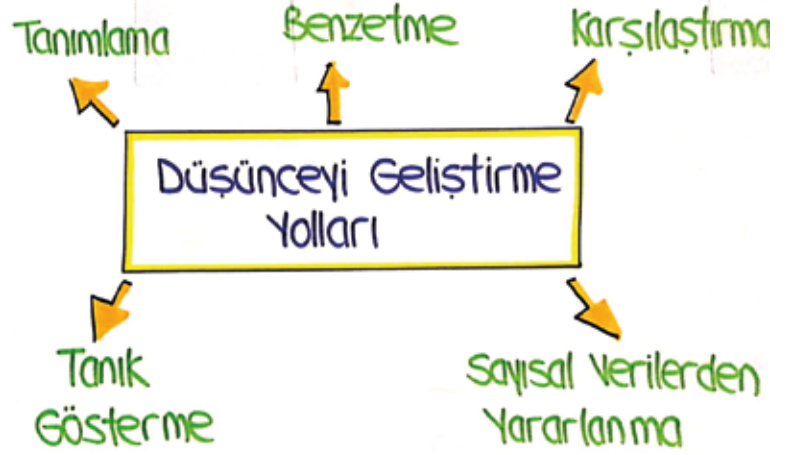 Tanımlama
Benzetme
Karşılaştırma
Düşünceyi Geliştirme
Yolları
Tanık
Gösterme
Sayısal Verilerden
Yararlanma